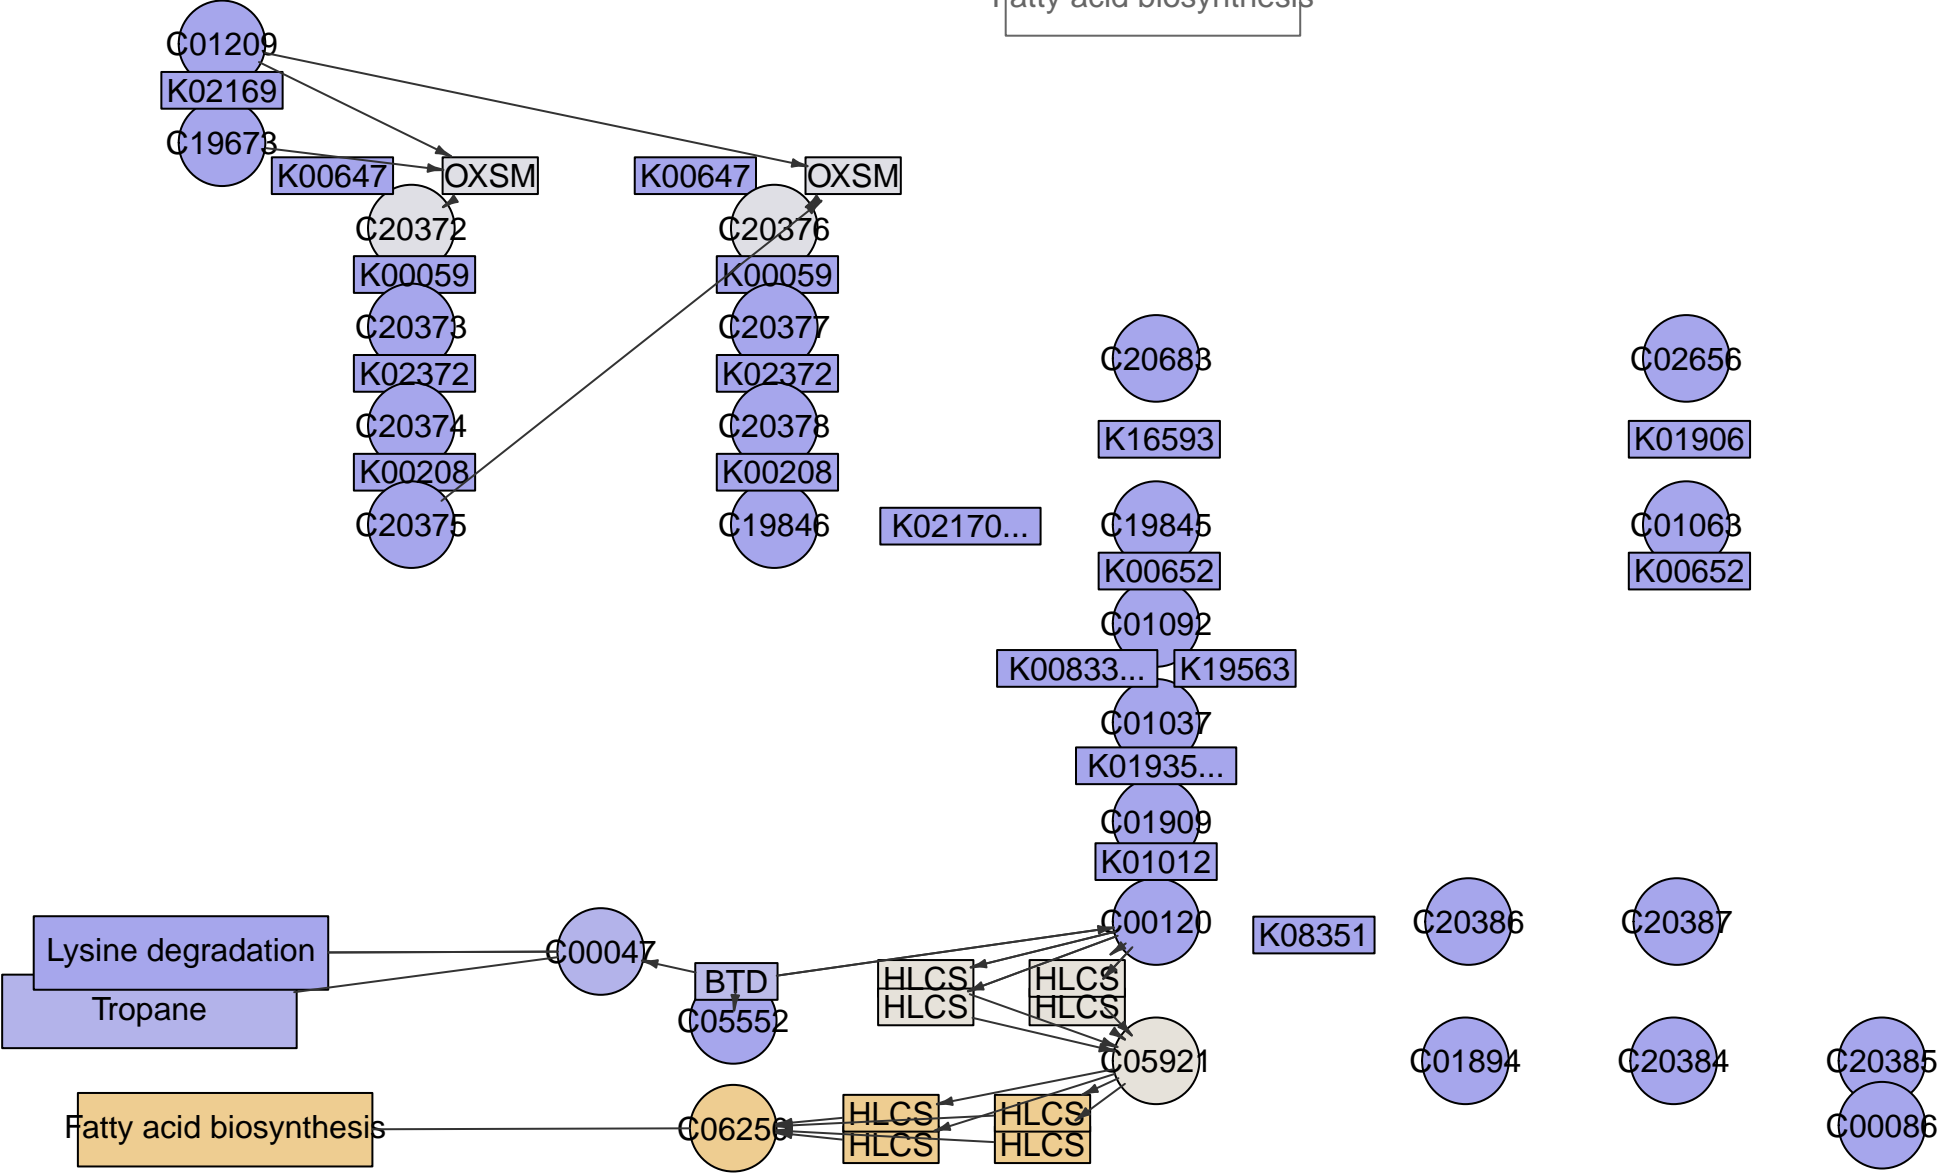 Fatty acid biosynthesis
C01209
K02169
C19673
K00647
OXSM
K00647
OXSM
C20372
C20376
K00059
K00059
C20373
C20377
C20683
C02656
K02372
K02372
C20374
C20378
K16593
K01906
K00208
K00208
C20375
C19846
K02170...
C19845
C01063
K00652
K00652
C01092
K00833...
K19563
C01037
K01935...
C01909
K01012
C00120
K08351
C20386
C20387
Lysine degradation
C00047
BTD
HLCS
HLCS
Tropane
C05552
HLCS
HLCS
C05921
C01894
C20384
C20385
Fatty acid biosynthesis
C06250
HLCS
HLCS
HLCS
HLCS
C00086